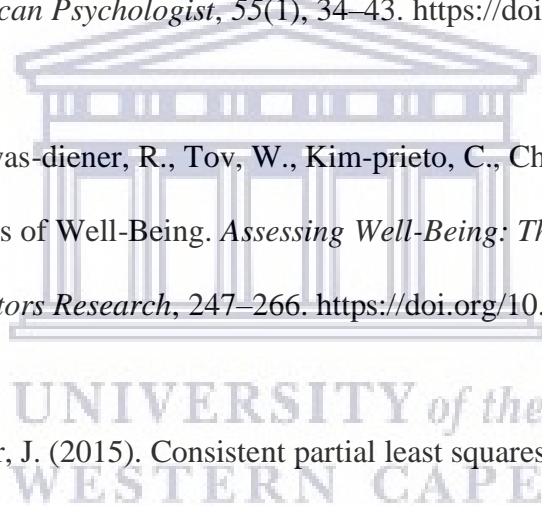 can Psychologist, 55(1), 34–43. https://doi
vas-diener, R., Tov, W., Kim-prieto, C., Ch
s of Well-Being. Assessing Well-Being: Th
tors Research, 247–266. https://doi.org/10.
UNIVERSITY of the
r, J. (2015). Consistent partial least squares
WESTERN CAPE